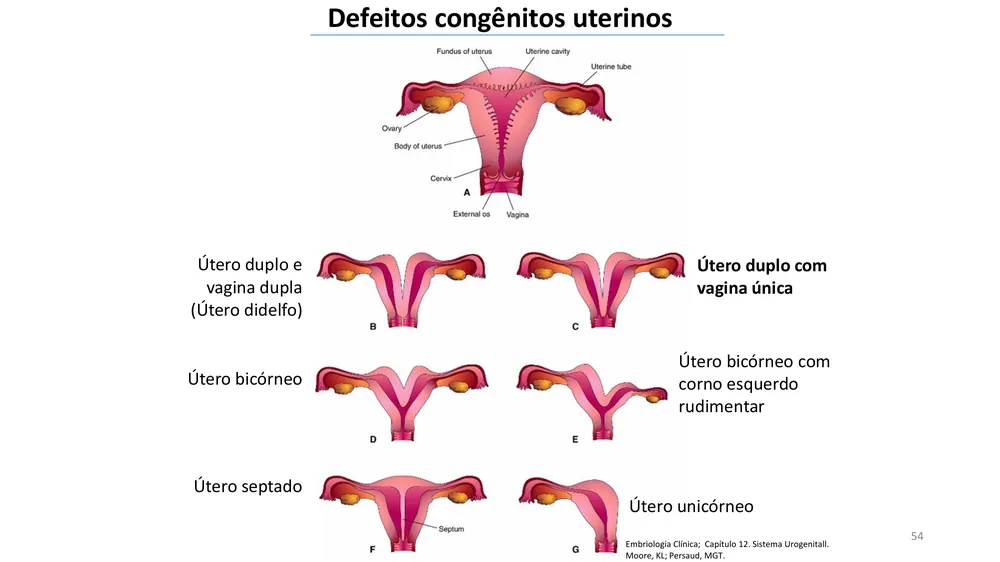 Defeitos congênitos uterinos
Fundus of uterus
Uterine cavity
Uterine tube
Ovary
Body of uterus
Cervix
A
External os
Vagina
Útero duplo e
vagina dupla
(Útero didelfo)
B
C
Útero duplo com
vagina única
Útero bicórneo
D
E
Útero bicórneo com
corno esquerdo
rudimentar
Útero septado
Septum
F
G
Útero unicórneo
Embriologia Clínica; Capítulo 12. Sistema Urogenitall.
Moore, KL; Persaud, MGT.
54